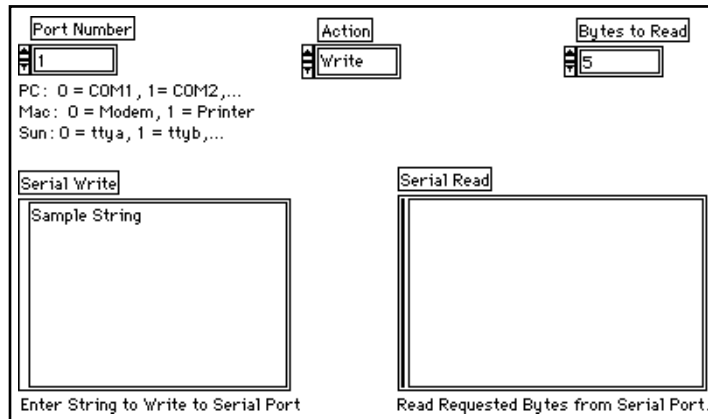 Port Number
Action
Bytes to Read
1
Write
5
PC: 0 = COM1, 1= COM2,...
Mac: 0 = Modem, 1 = Printer
Sun: 0 = ttya, 1 = ttyb,...
Serial Write
Serial Read
Sample String
Enter String to Write to Serial Port
Read Requested Bytes from Serial Port.